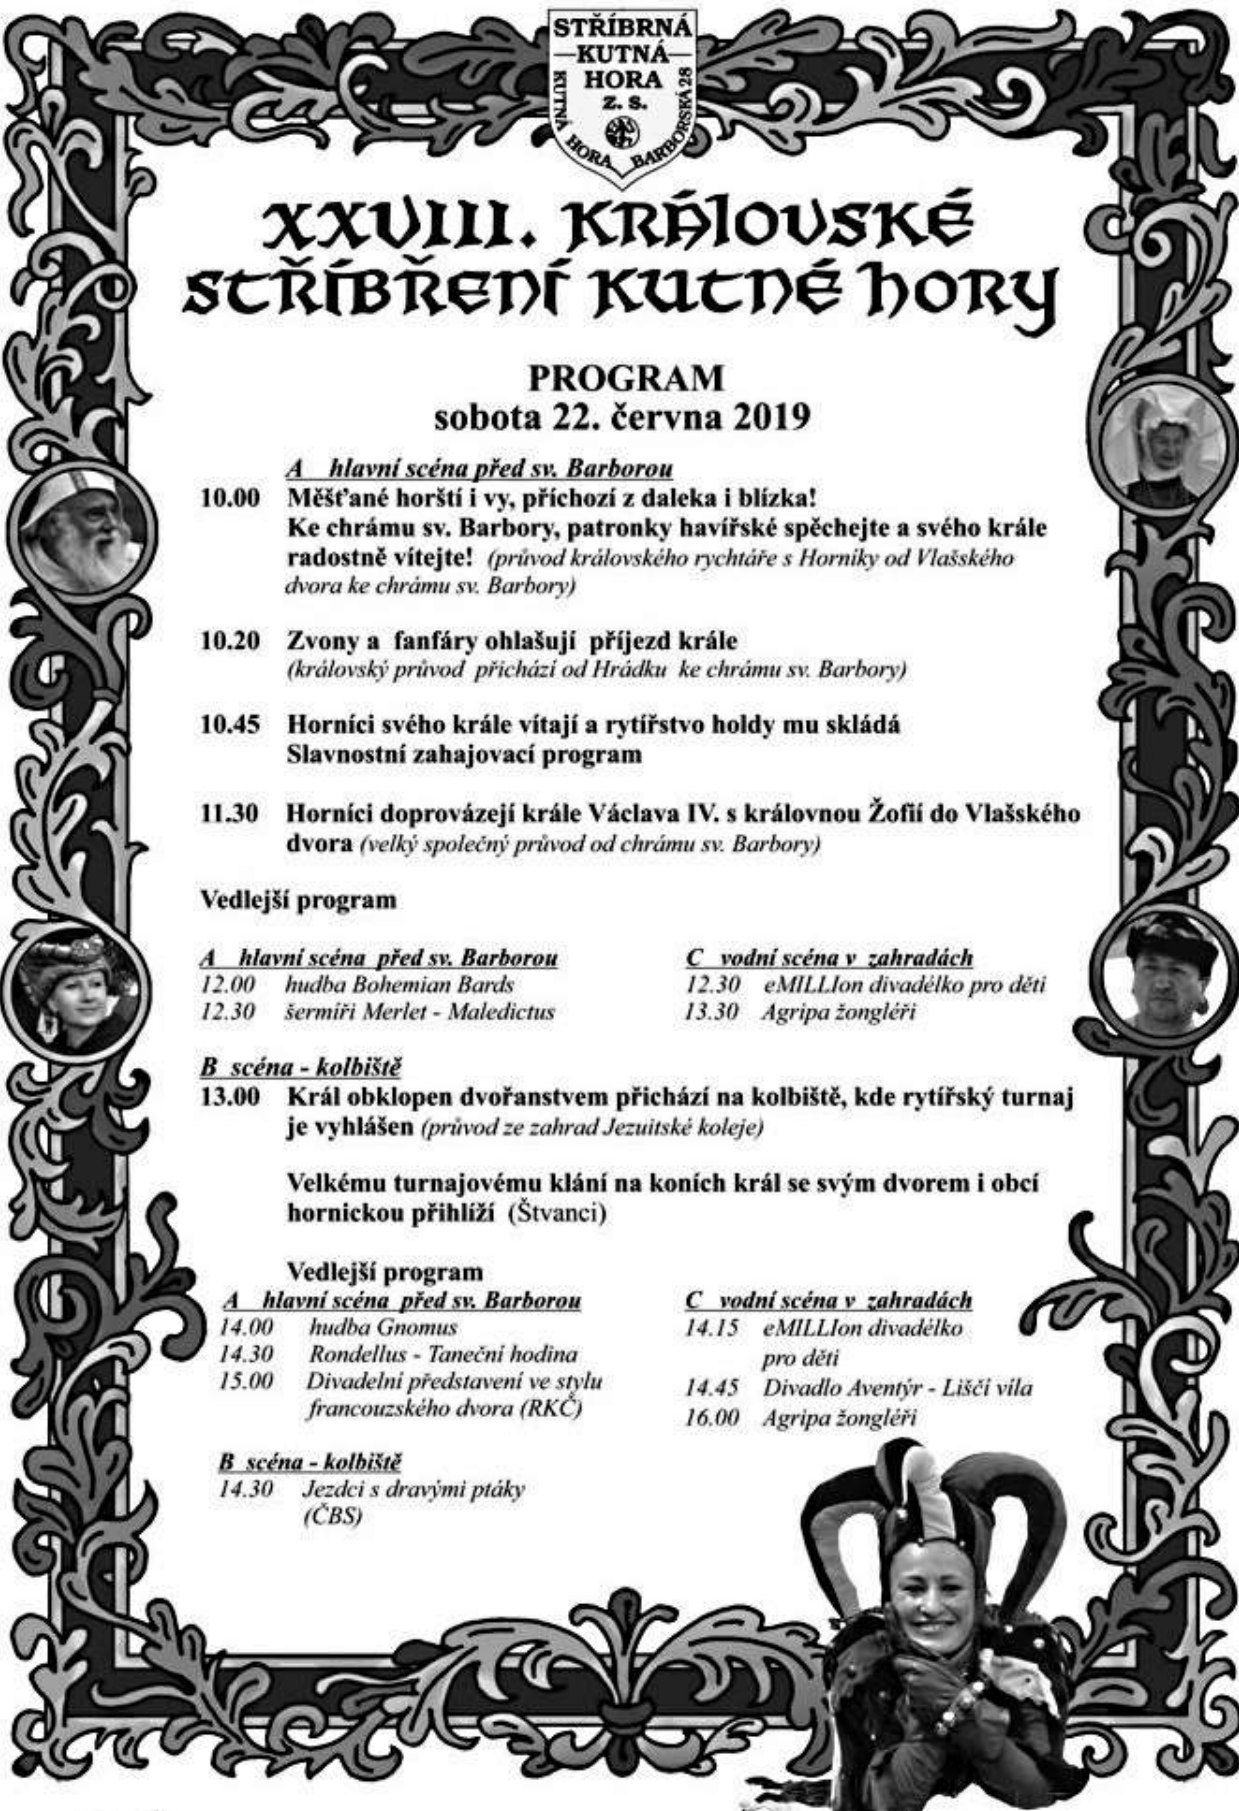 STŘÍBRNÁ
KUTNÁ
HORA
z. s.
KUTNÁ HORA BARBORSKÁ 28
XXVIII. KRÁLOVSKÉ
STŘÍBŘENÍ KUTNÉ HORY
PROGRAM
sobota 22. června 2019
A hlavní scéna před sv. Barborou
10.00 Měšťané horští i vy, příchozí z daleka i blízka!
Ke chrámu sv. Barbory, patronky havířské spěchejte a svého krále
radostně vítejte! (průvod královského rychtáře s Horníky od Vlašského
dvora ke chrámu sv. Barbory)
10.20 Zvony a fanfáry ohlašují příjezd krále
(královský průvod přichází od Hrádku ke chrámu sv. Barbory)
10.45 Horníci svého krále vítají a rytířstvo holdy mu skládá
Slavnostní zahajovací program
11.30 Horníci doprovázejí krále Václava IV. s královnou Žofií do Vlašského
dvora (velký společný průvod od chrámu sv. Barbory)
Vedlejší program
A hlavní scéna před sv. Barborou
12.00 hudba Bohemian Bards
12.30 šermíři Merlet - Maledictus
C vodní scéna v zahradách
12.30 eMILLIon divadélko pro děti
13.30 Agripa žongléři
B scéna - kolbiště
13.00 Král obklopen dvořanstvem přichází na kolbiště, kde rytířský turnaj
je vyhlášen (průvod ze zahrad Jezuitské koleje)
Velkému turnajovému klání na koních král se svým dvorem i obcí
hornickou přihlíží (Štvanci)
Vedlejší program
A hlavní scéna před sv. Barborou
14.00 hudba Gnomus
14.30 Rondellus - Taneční hodina
15.00 Divadelní představení ve stylu
francouzského dvora (RKČ)
C vodní scéna v zahradách
14.15 eMILLIon divadélko
pro děti
14.45 Divadlo Aventýr - Liščí víla
16.00 Agripa žongléři
B scéna - kolbiště
14.30 Jezdci s dravými ptáky
(ČBS)